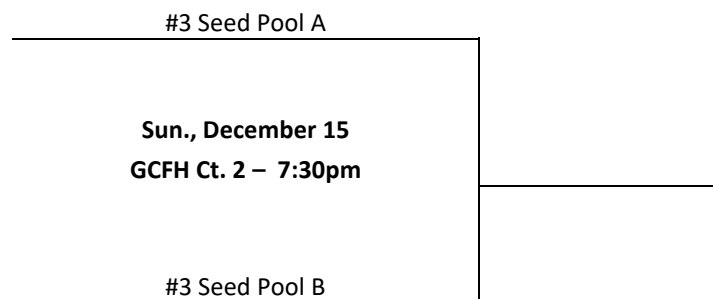 #3 Seed Pool A
Sun., December 15
GCFH Ct. 2 – 7:30pm
#3 Seed Pool B